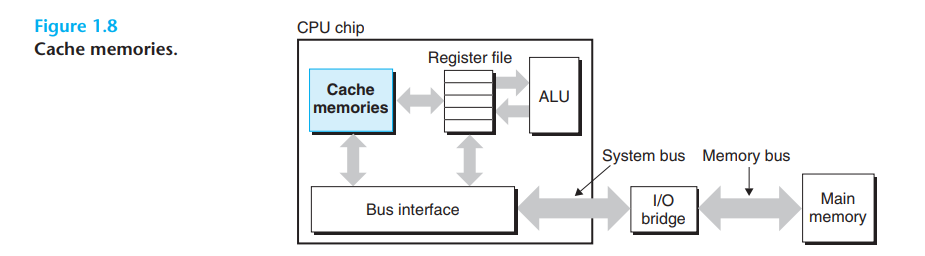 Figure 1.8
Cache memories.
CPU chip
Register file
Cache
memories
ALU
System bus
Memory bus
Bus interface
I/O
bridge
Main
memory